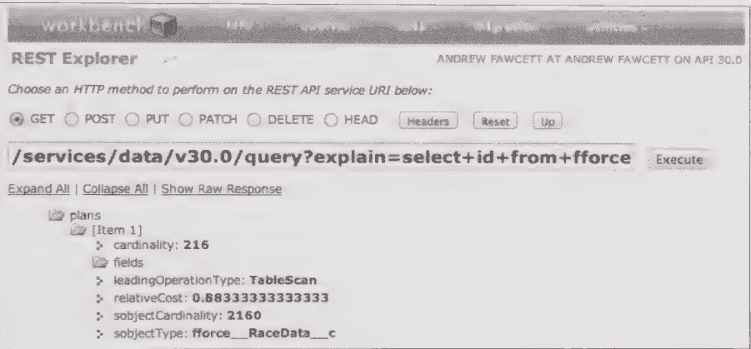 workbench
REST Explorer
ANDREW FAWCETT AT ANDREW FAWCETT ON API 30.0
Choose an HTTP method to perform on the REST API service URI below:
GET POST PUT PATCH DELETE HEAD Headers Reset Up
/services/data/v30.0/query?explain=select+id+from+fforce Execute
Expand All | Collapse All | Show Raw Response
plans
[Item 1]
cardinality: 216
fields
leadingOperationType: TableScan
relativeCost: 0.88333333333333
sobjectCardinality: 2160
sobjectType: fforce__RaceData__c